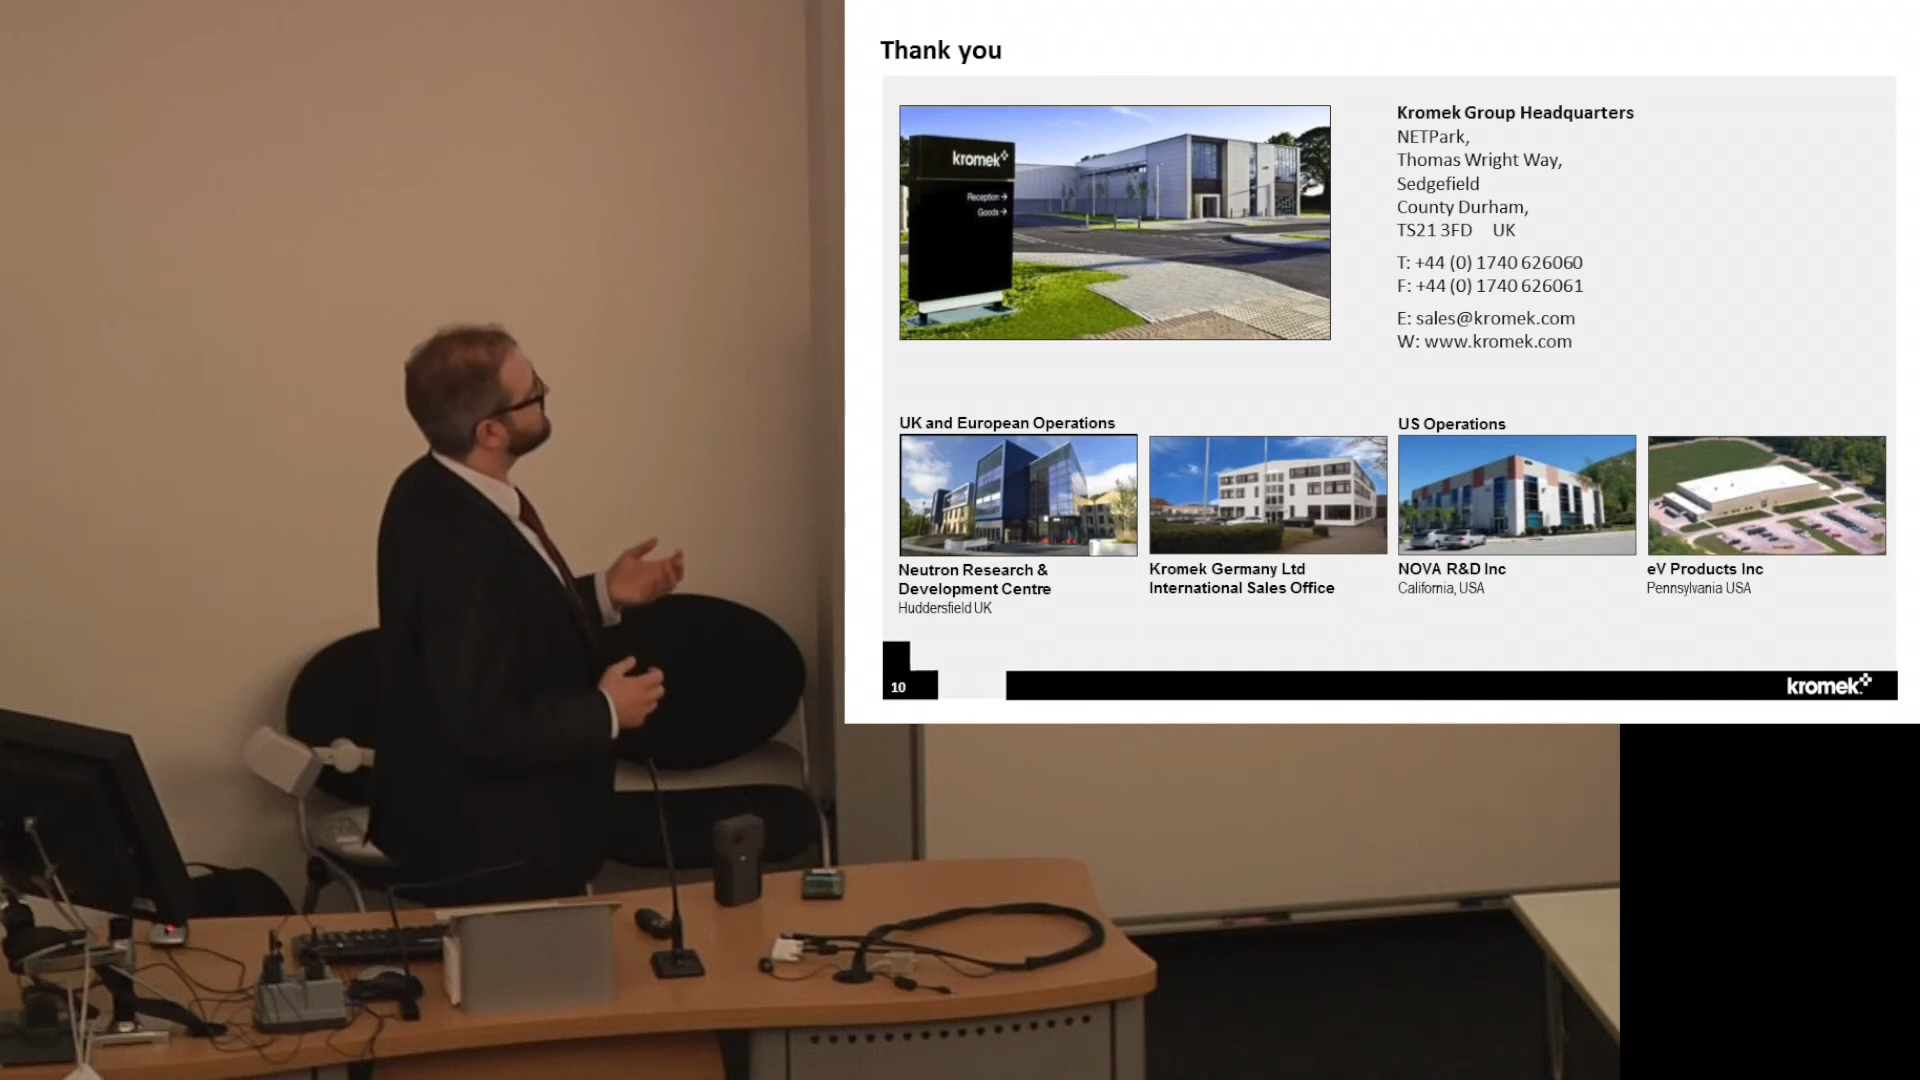 Thank you
kromek
Reception →
Goods →
Kromek Group Headquarters
NETPark,
Thomas Wright Way,
Sedgefield
County Durham,
TS21 3FD UK
T: +44 (0) 1740 626060
F: +44 (0) 1740 626061
E: sales@kromek.com
W: www.kromek.com
UK and European Operations
US Operations
Neutron Research &
Development Centre
Huddersfield UK
Kromek Germany Ltd
International Sales Office
NOVA R&D Inc
California, USA
eV Products Inc
Pennsylvania USA
10
kromek